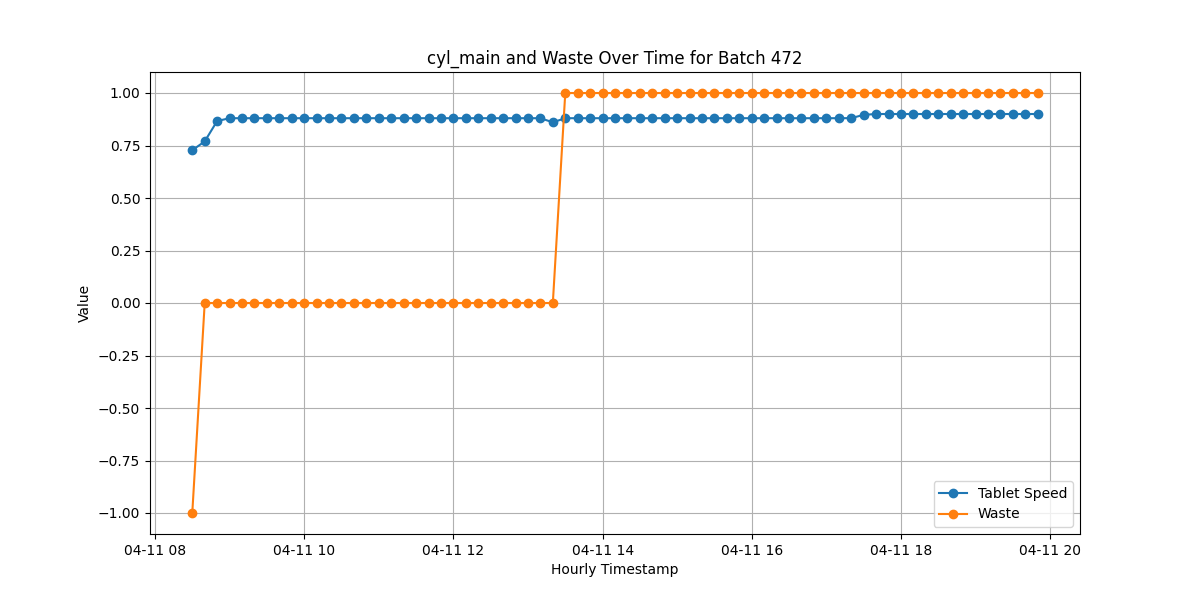 cyl_main and Waste Over Time for Batch 472
1.00
0.75
0.50
0.25
0.00
−0.25
−0.50
−0.75
−1.00
Value
Tablet Speed
Waste
04-11 08 04-11 10 04-11 12 04-11 14 04-11 16 04-11 18 04-11 20
Hourly Timestamp